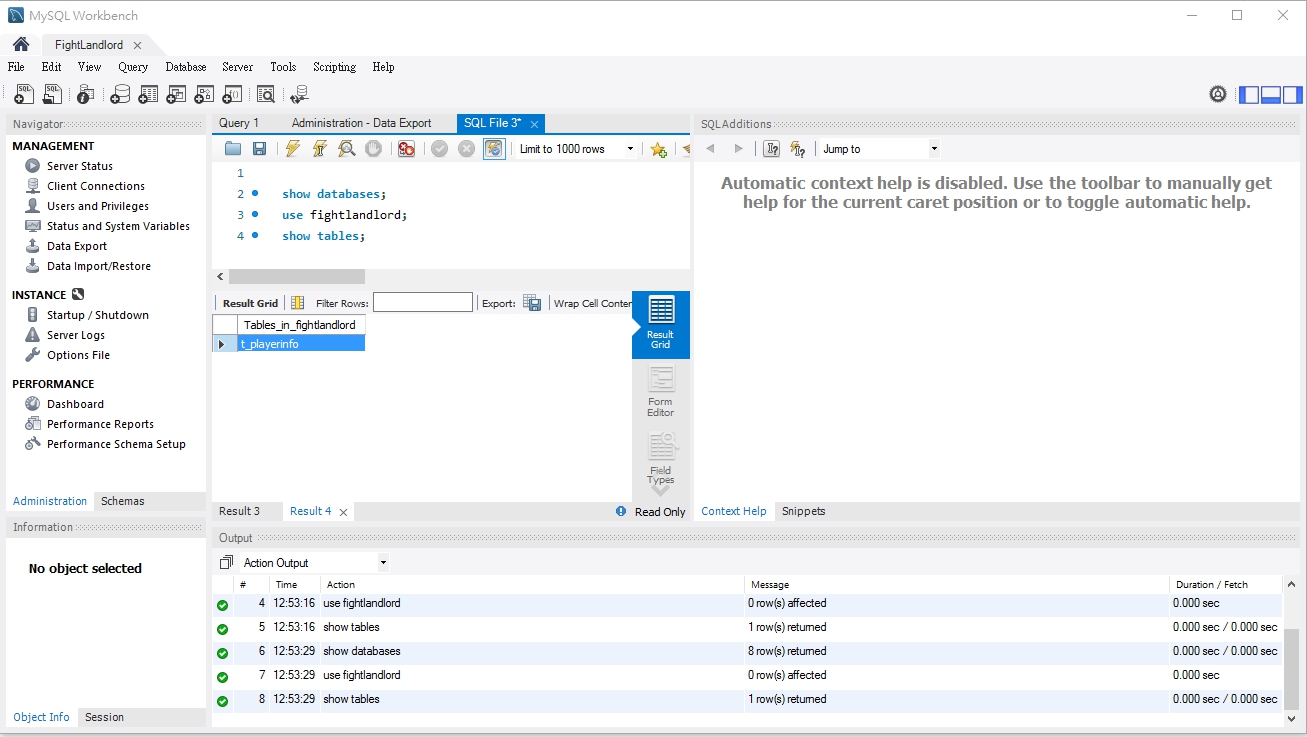 MySQL Workbench
FightLandlord
File Edit View Query Database Server Tools Scripting Help
Navigator
MANAGEMENT
Server Status
Client Connections
Users and Privileges
Status and System Variables
Data Export
Data Import/Restore
INSTANCE
Startup / Shutdown
Server Logs
Options File
PERFORMANCE
Dashboard
Performance Reports
Performance Schema Setup
Administration Schemas
Information
No object selected
Object Info Session
Query 1 Administration - Data Export SQL File 3*
Limit to 1000 rows
1
2 show databases;
3 use fightlandlord;
4 show tables;
Result Grid Filter Rows: Export: Wrap Cell Conter
Tables_in_fightlandlord
t_playerinfo
Result
Grid
Form
Editor
Field
Types
Result 3 Result 4 Read Only
SQLAdditions
Jump to
Automatic context help is disabled. Use the toolbar to manually get
help for the current caret position or to toggle automatic help.
Context Help Snippets
Output
Action Output
# Time Action Message Duration / Fetch
4 12:53:16 use fightlandlord 0 row(s) affected 0.000 sec
5 12:53:16 show tables 1 row(s) returned 0.000 sec / 0.000 sec
6 12:53:29 show databases 8 row(s) returned 0.000 sec / 0.000 sec
7 12:53:29 use fightlandlord 0 row(s) affected 0.000 sec
8 12:53:29 show tables 1 row(s) returned 0.000 sec / 0.000 sec